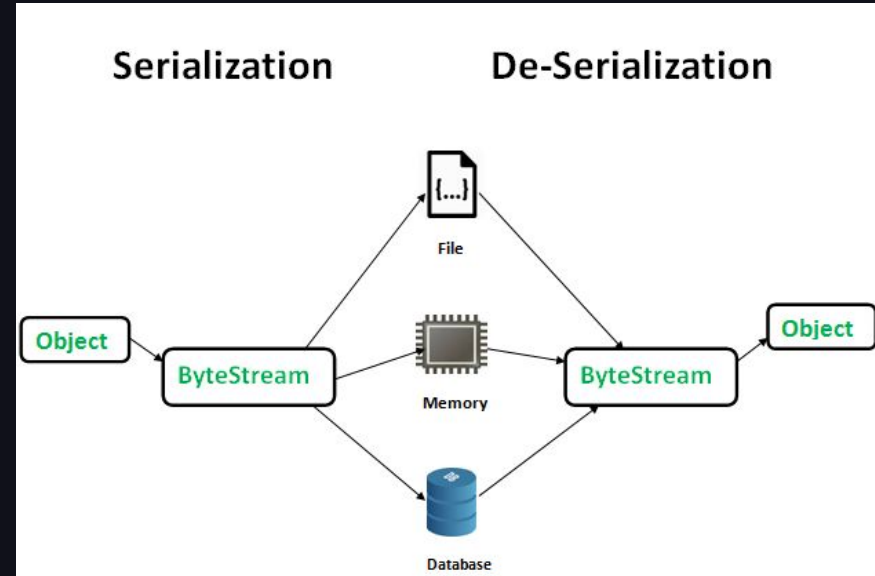 Serialization De-Serialization
{...}
File
Object
ByteStream
Memory
ByteStream
Object
Database